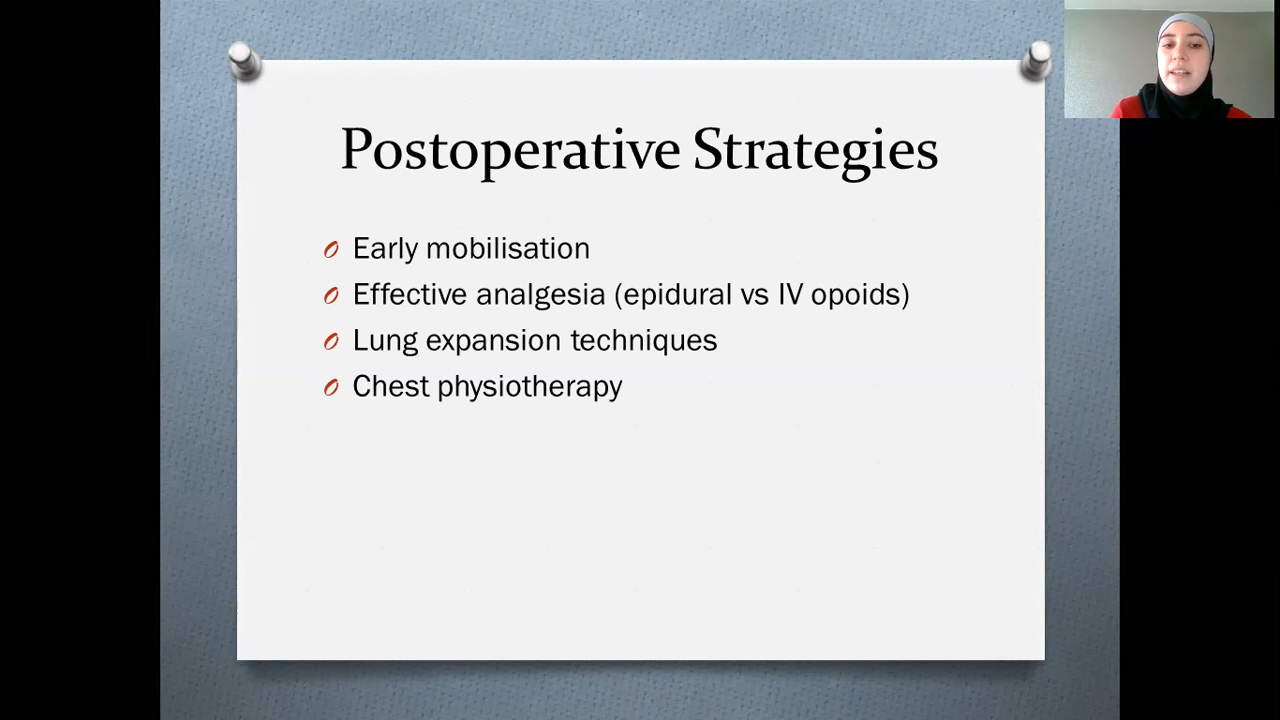 Postoperative Strategies
Early mobilisation
Effective analgesia (epidural vs IV opoids)
Lung expansion techniques
Chest physiotherapy